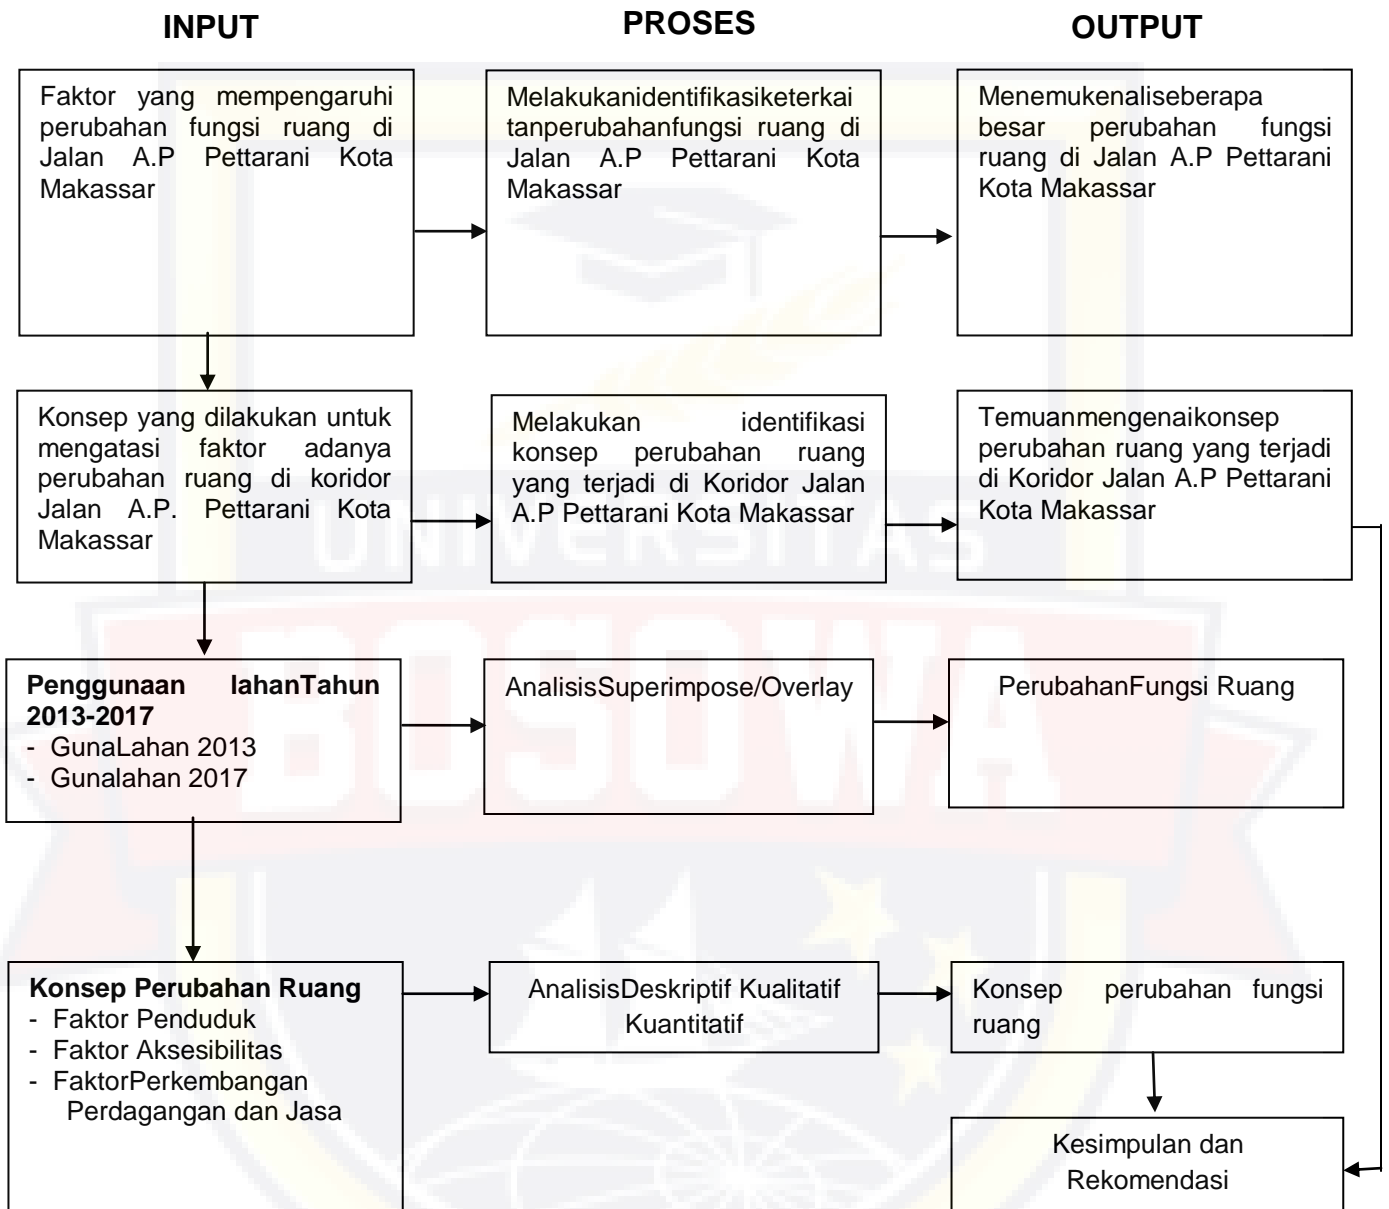 INPUT
PROSES
OUTPUT
Faktor yang mempengaruhi
perubahan fungsi ruang di
Jalan A.P Pettarani Kota
Makassar
Melakukanidentifikasiketerkai
tanperubahanfungsi ruang di
Jalan A.P Pettarani Kota
Makassar
Menemukenaliseberapa
besar perubahan fungsi
ruang di Jalan A.P Pettarani
Kota Makassar
Konsep yang dilakukan untuk
mengatasi faktor adanya
perubahan ruang di koridor
Jalan A.P. Pettarani Kota
Makassar
Melakukan identifikasi
konsep perubahan ruang
yang terjadi di Koridor Jalan
A.P Pettarani Kota Makassar
Temuanmengenaikonsep
perubahan ruang yang terjadi
di Koridor Jalan A.P Pettarani
Kota Makassar
UNIVERSITAS
BOSOWA
Penggunaan lahanTahun
2013-2017
- GunaLahan 2013
- Gunalahan 2017
AnalisisSuperimpose/Overlay
PerubahanFungsi Ruang
Konsep Perubahan Ruang
- Faktor Penduduk
- Faktor Aksesibilitas
- FaktorPerkembangan
Perdagangan dan Jasa
AnalisisDeskriptif Kualitatif
Kuantitatif
Konsep perubahan fungsi
ruang
Kesimpulan dan
Rekomendasi